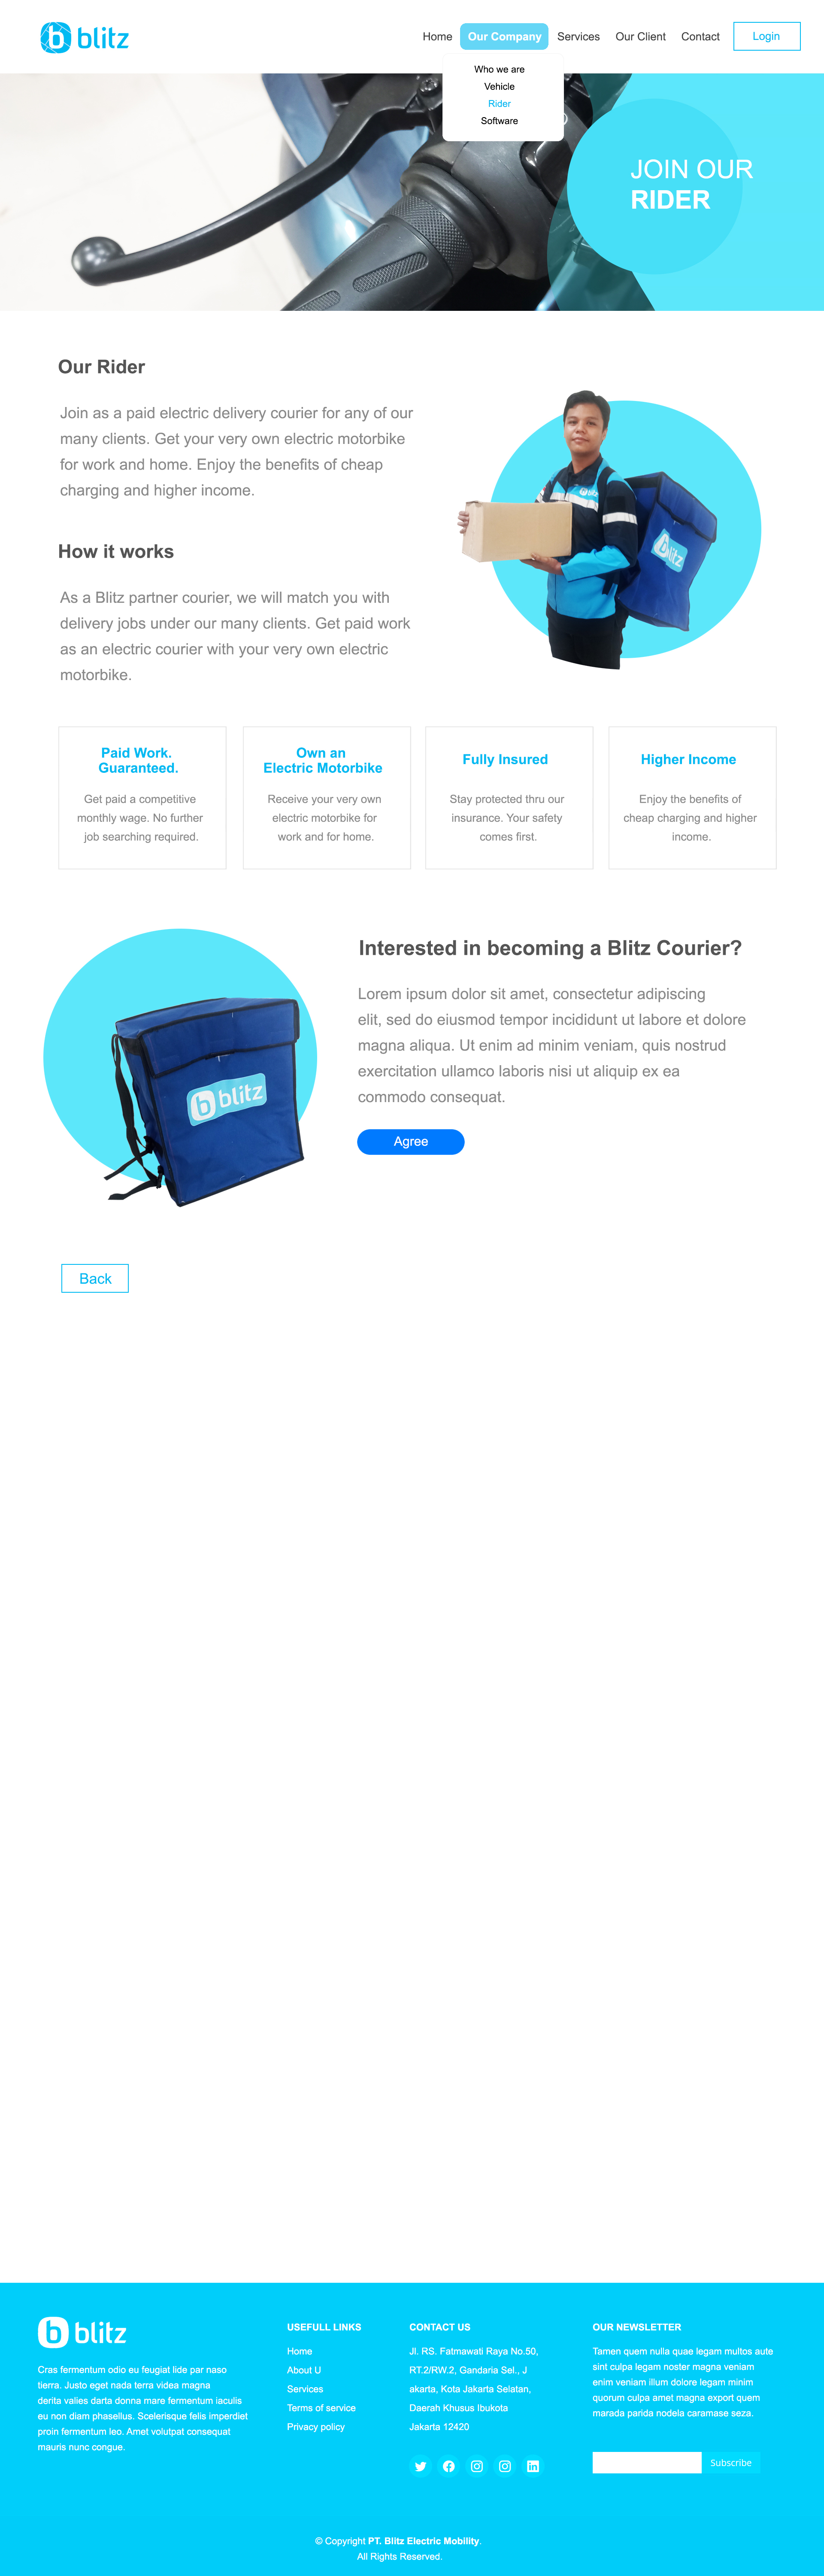 blitz
Home Our Company Services Our Client Contact Login
Who we are
Vehicle
Rider
Software
JOIN OUR
RIDER
Our Rider
Join as a paid electric delivery courier for any of our
many clients. Get your very own electric motorbike
for work and home. Enjoy the benefits of cheap
charging and higher income.
How it works
As a Blitz partner courier, we will match you with
delivery jobs under our many clients. Get paid work
as an electric courier with your very own electric
motorbike.
blitz
blitz
Paid Work.
Guaranteed.
Get paid a competitive
monthly wage. No further
job searching required.
Own an
Electric Motorbike
Receive your very own
electric motorbike for
work and for home.
Fully Insured
Stay protected thru our
insurance. Your safety
comes first.
Higher Income
Enjoy the benefits of
cheap charging and higher
income.
blitz
Interested in becoming a Blitz Courier?
Lorem ipsum dolor sit amet, consectetur adipiscing
elit, sed do eiusmod tempor incididunt ut labore et dolore
magna aliqua. Ut enim ad minim veniam, quis nostrud
exercitation ullamco laboris nisi ut aliquip ex ea
commodo consequat.
Agree
Back
blitz
Cras fermentum odio eu feugiat lide par naso
tierra. Justo eget nada terra videa magna
derita valies darta donna mare fermentum iaculis
eu non diam phasellus. Scelerisque felis imperdiet
proin fermentum leo. Amet volutpat consequat
mauris nunc congue.
USEFULL LINKS
Home
About U
Services
Terms of service
Privacy policy
CONTACT US
Jl. RS. Fatmawati Raya No.50,
RT.2/RW.2, Gandaria Sel., J
akarta, Kota Jakarta Selatan,
Daerah Khusus Ibukota
Jakarta 12420
OUR NEWSLETTER
Tamen quem nulla quae legam multos aute
sint culpa legam noster magna veniam
enim veniam illum dolore legam minim
quorum culpa amet magna export quem
marada parida nodela caramase seza.
Subscribe
© Copyright PT. Blitz Electric Mobility.
All Rights Reserved.